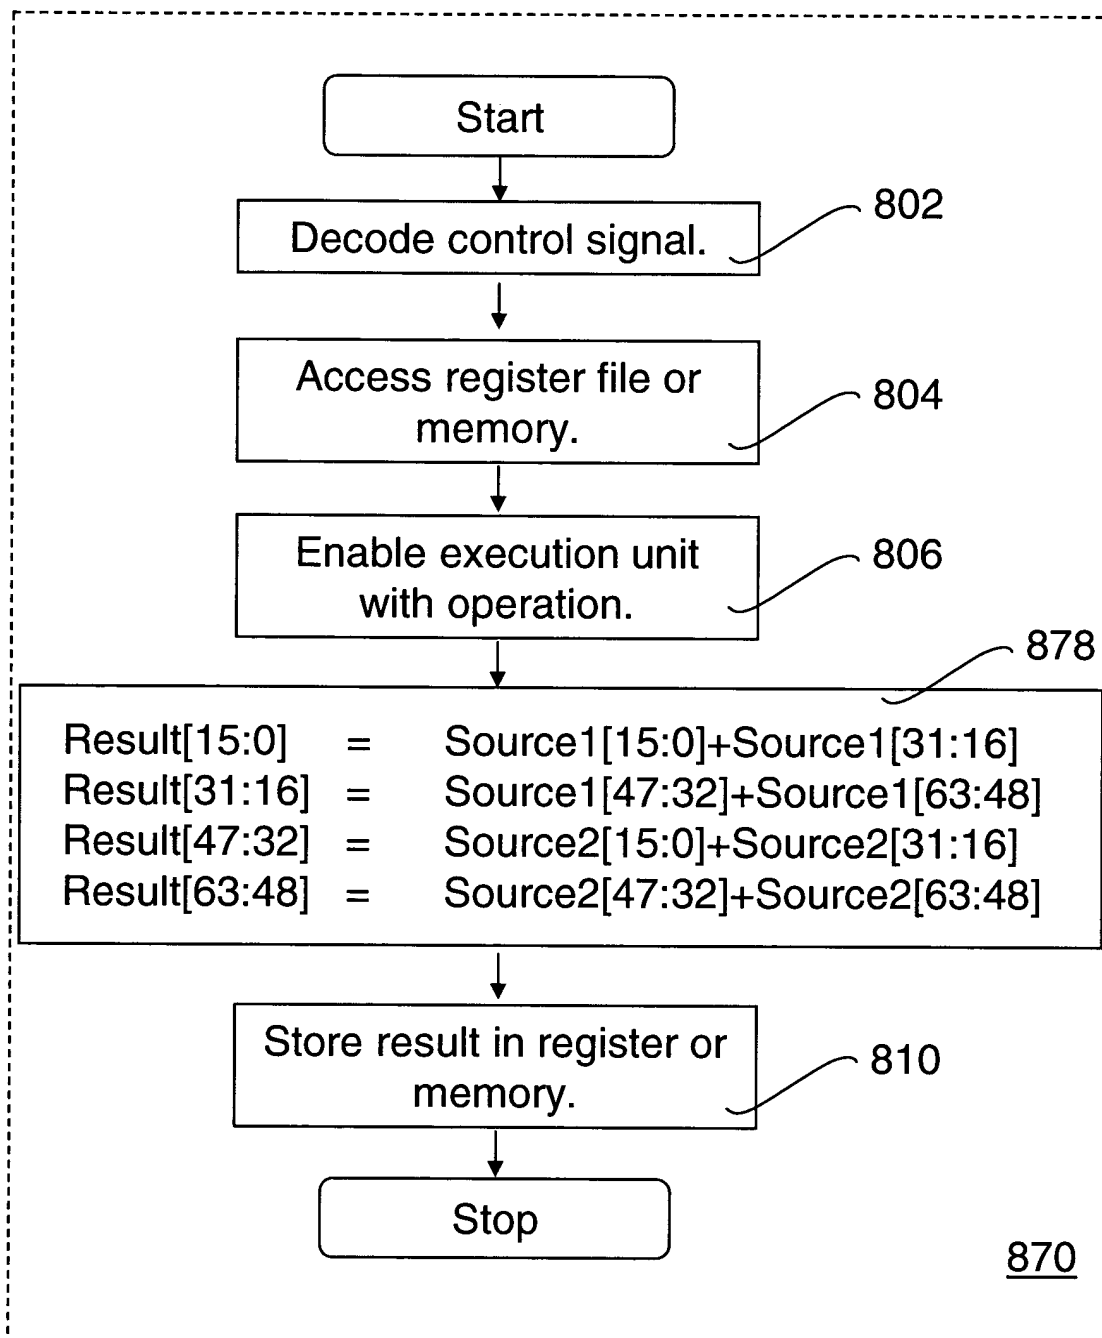 Start
802
Decode control signal.
804
Access register file or
memory.
806
Enable execution unit
with operation.
878
Result[15:0] = Source1[15:0]+Source1[31:16]
Result[31:16] = Source1[47:32]+Source1[63:48]
Result[47:32] = Source2[15:0]+Source2[31:16]
Result[63:48] = Source2[47:32]+Source2[63:48]
Store result in register or
memory.
810
Stop
870